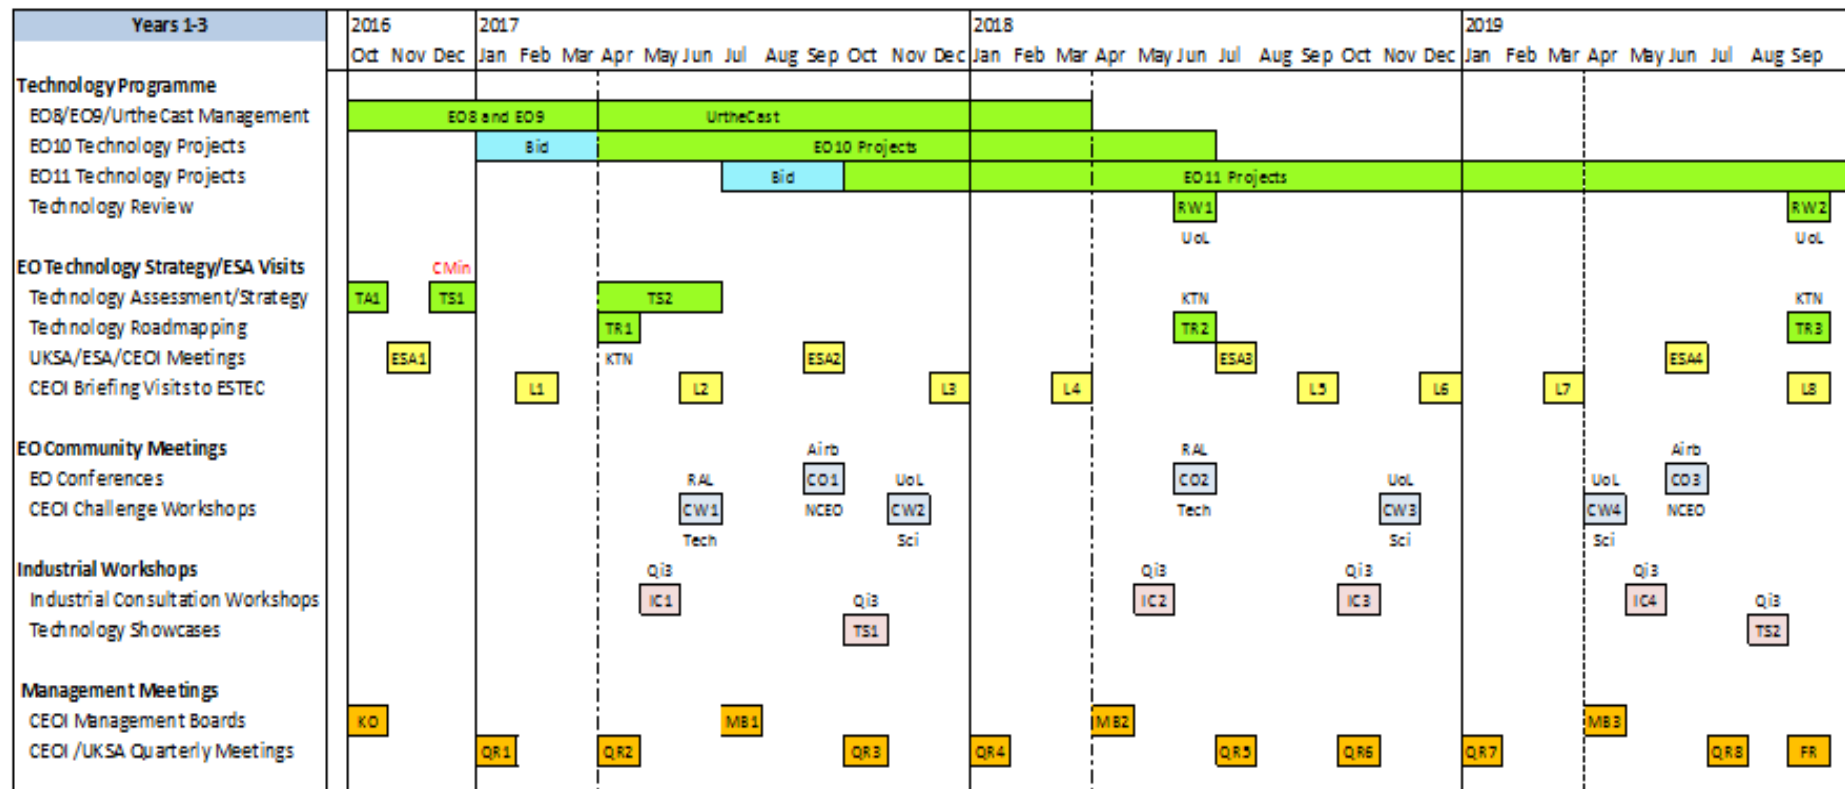 Years 1-3 2016 2017 2018 2019
Oct Nov Dec Jan Feb Mar Apr May Jun Jul Aug Sep Oct Nov Dec Jan Feb Mar Apr May Jun Jul Aug Sep Oct Nov Dec Jan Feb Mar Apr May Jun Jul Aug Sep
Technology Programme
EO8/EO9/UrtheCast Management EO8 and EO9 UrtheCast
EO10 Technology Projects Bid EO10 Projects
EO11 Technology Projects Bid EO11 Projects
Technology Review RW1 RW2
UoL UoL
EO Technology Strategy/ESA Visits CMin
Technology Assessment/Strategy TA1 TS1 TS2 KTN KTN
Technology Roadmapping TR1 TR2 TR3
UKSA/ESA/CEOI Meetings ESA1 KTN ESA2 ESA3 ESA4
CEOI Briefing Visits to ESTEC L1 L2 L3 L4 L5 L6 L7 L8
EO Community Meetings Airb RAL Airb
EO Conferences RAL CO1 UoL CO2 UoL UoL CO3
CEOI Challenge Workshops CW1 NCEO CW2 Tech CW3 CW4 NCEO
Tech Sci Sci Sci
Industrial Workshops Qi3 Qi3 Qi3 Qi3
Industrial Consultation Workshops IC1 Qi3 IC2 IC3 IC4 Qi3
Technology Showcases TS1 TS2
Management Meetings
CEOI Management Boards KO MB1 MB2 MB3
CEOI /UKSA Quarterly Meetings QR1 QR2 QR3 QR4 QR5 QR6 QR7 QR8 FR